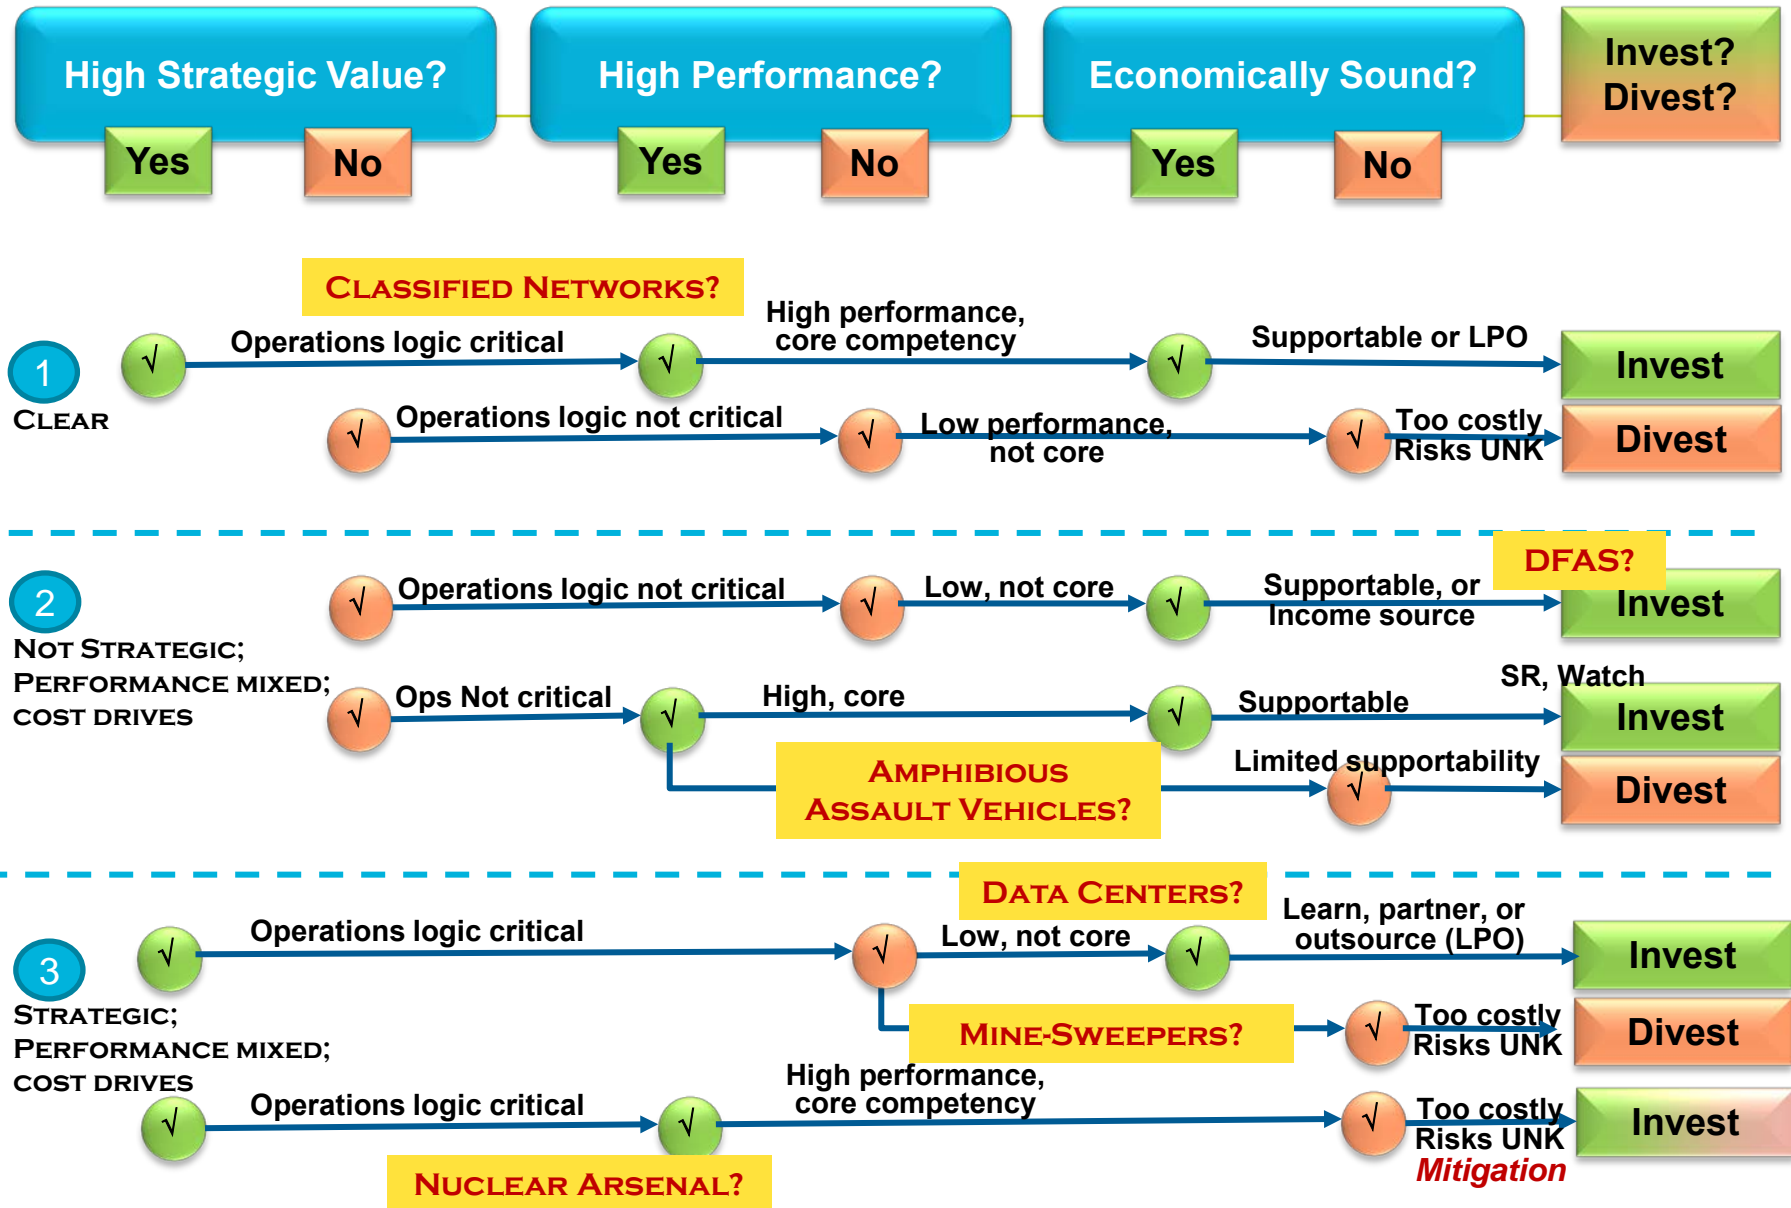 High Strategic Value?
High Performance?
Economically Sound?
Invest?
Divest?
Yes
No
Yes
No
Yes
No
CLASSIFIED NETWORKS?
1
CLEAR
√
Operations logic critical
√
High performance,
core competency
√
Supportable or LPO
Invest
√
Operations logic not critical
√
Low performance,
not core
√
Too costly
Risks UNK
Divest
DFAS?
2
NOT STRATEGIC;
PERFORMANCE MIXED;
COST DRIVES
√
Operations logic not critical
√
Low, not core
√
Supportable, or
Income source
Invest
√
Ops Not critical
√
High, core
√
Supportable
SR, Watch
Invest
AMPHIBIOUS
ASSAULT VEHICLES?
Limited supportability
√
Divest
DATA CENTERS?
3
STRATEGIC;
PERFORMANCE MIXED;
COST DRIVES
√
Operations logic critical
√
Low, not core
√
Learn, partner, or
outsource (LPO)
Invest
MINE-SWEEPERS?
√
Too costly
Risks UNK
Divest
√
Operations logic critical
√
High performance,
core competency
√
Too costly
Risks UNK
Mitigation
Invest
NUCLEAR ARSENAL?